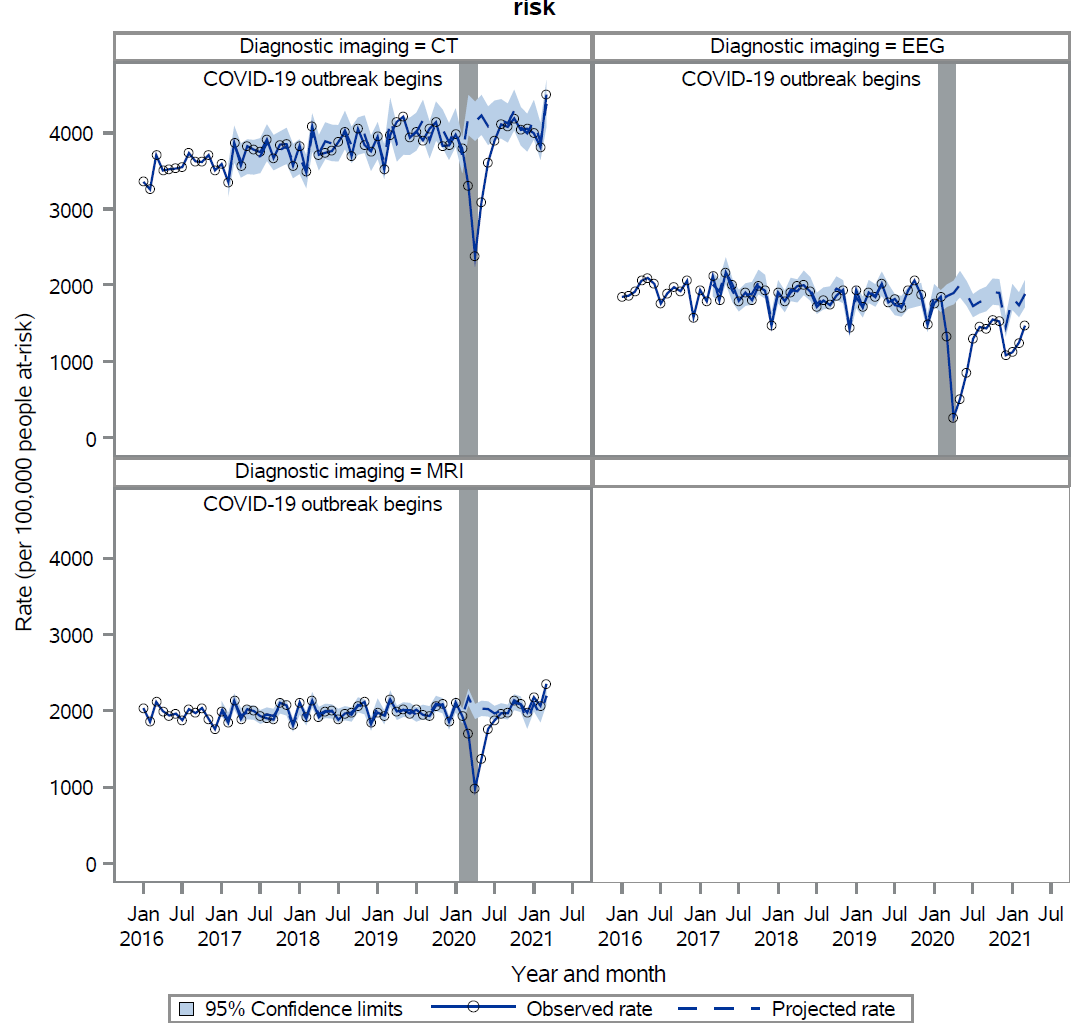 risk
Diagnostic imaging = CT
Diagnostic imaging = EEG
COVID-19 outbreak begins
COVID-19 outbreak begins
4000
3000
2000
1000
0
Rate (per 100,000 people at-risk)
Diagnostic imaging = MRI
COVID-19 outbreak begins
4000
3000
2000
1000
0
Jan Jul Jan Jul Jan Jul Jan Jul Jan Jul Jan Jul
2016 2017 2018 2019 2020 2021
Jan Jul Jan Jul Jan Jul Jan Jul Jan Jul Jan Jul
2016 2017 2018 2019 2020 2021
Year and month
95% Confidence limits Observed rate Projected rate